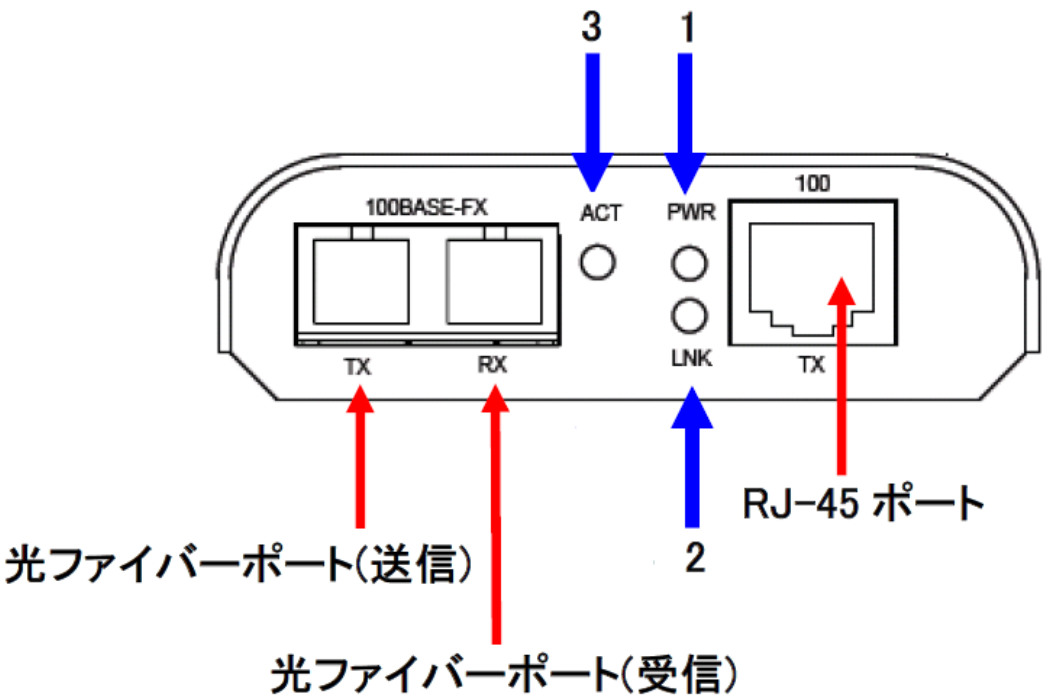 3
1
100
100BASE-FX
ACT
PWR
TX
RX
LNK
TX
RJ-45 ポート
光ファイバーポート(送信)
2
光ファイバーポート(受信)